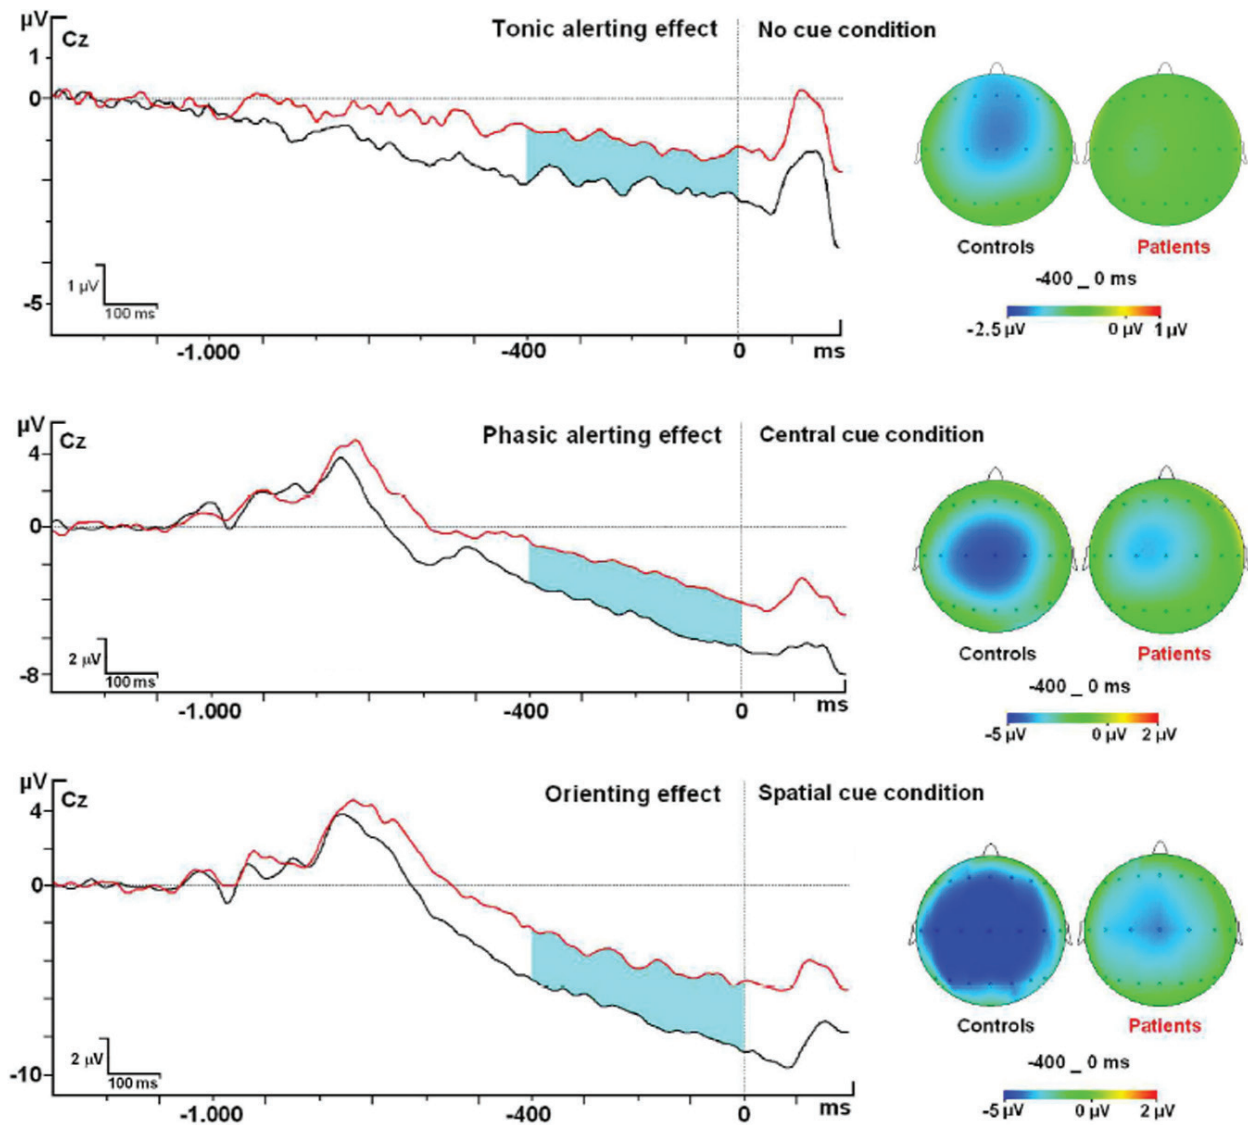 µV
Cz
Tonic alerting effect
No cue condition
1
0
-5
1 µV
100 ms
-1.000
-400
0
ms
Controls
Patients
-400 _ 0 ms
-2.5 µV
0 µV
1 µV
µV
Cz
Phasic alerting effect
Central cue condition
4
0
-8
2 µV
100 ms
-1.000
-400
0
ms
Controls
Patients
-400 _ 0 ms
-5 µV
0 µV
2 µV
µV
Cz
Orienting effect
Spatial cue condition
4
0
-10
2 µV
100 ms
-1.000
-400
0
ms
Controls
Patients
-400 _ 0 ms
-5 µV
0 µV
2 µV